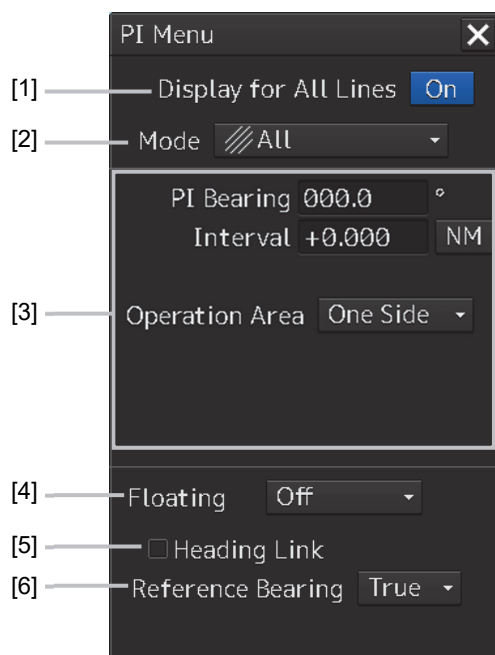 PI Menu
[1] Display for All Lines On
[2] Mode All
PI Bearing 000.0 °
Interval +0.000 NM
[3] Operation Area One Side
[4] Floating Off
[5] Heading Link
[6] Reference Bearing True